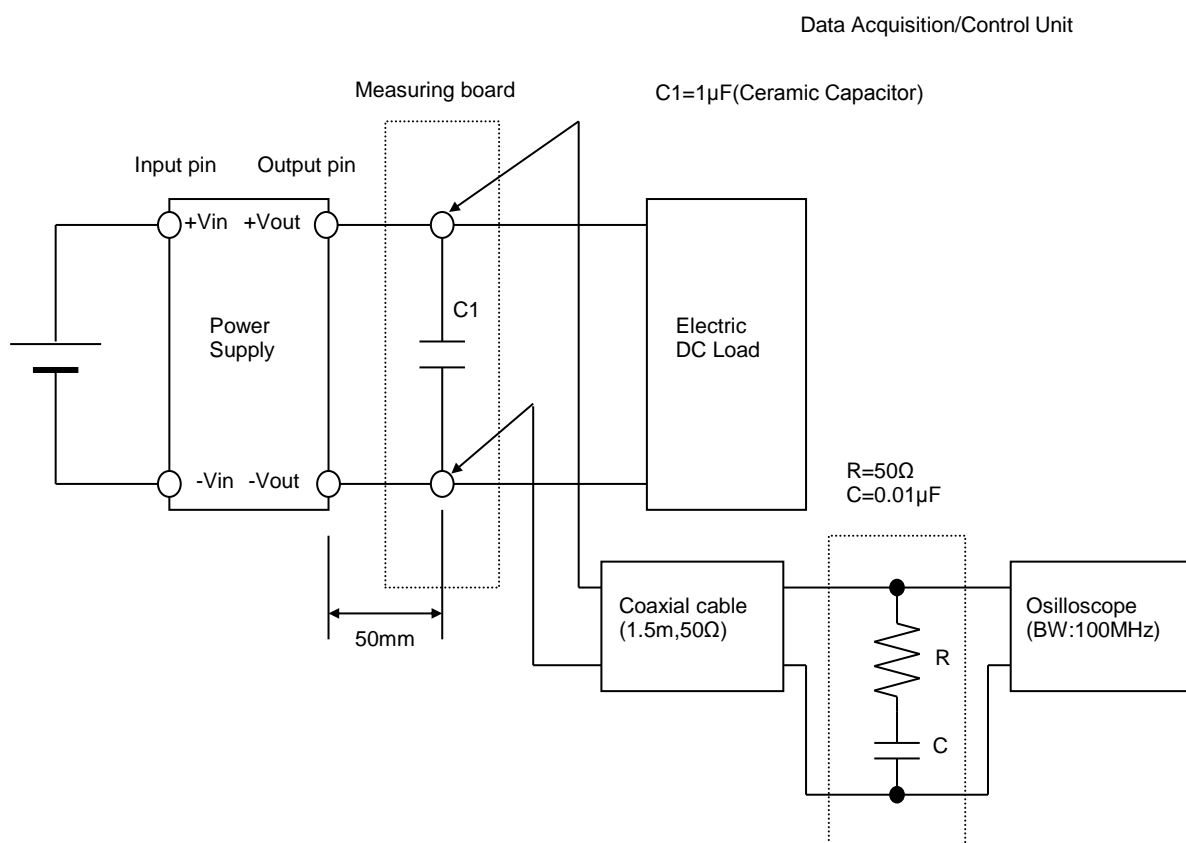 Data Acquisition/Control Unit
Measuring board
C1=1µF(Ceramic Capacitor)
Input pin
Output pin
+Vin
+Vout
C1
Power
Supply
Electric
DC Load
-Vin
-Vout
R=50Ω
C=0.01µF
50mm
Coaxial cable
(1.5m,50Ω)
R
C
Osilloscope
(BW:100MHz)